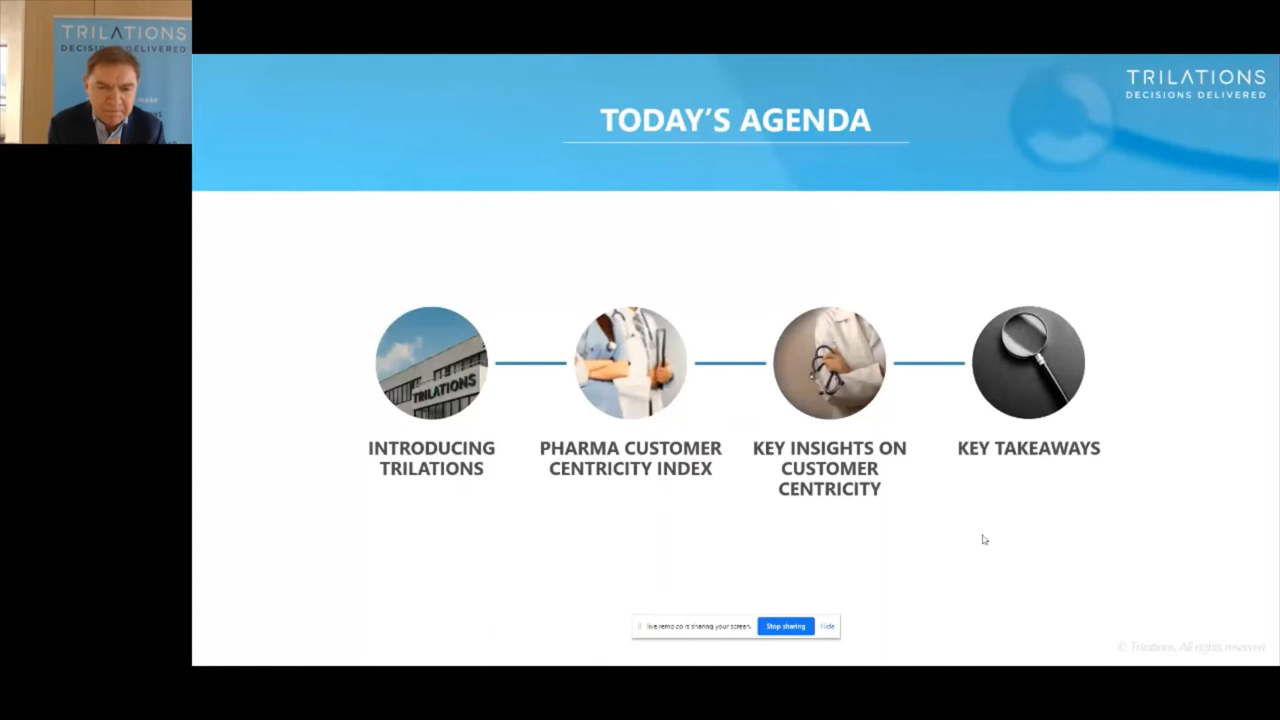 TRILATIONS
DECISIONS DELIVERED
make
TRILATIONS
DECISIONS DELIVERED
TODAY'S AGENDA
TRILATIONS
INTRODUCING
TRILATIONS
PHARMA CUSTOMER
CENTRICITY INDEX
KEY INSIGHTS ON
CUSTOMER
CENTRICITY
KEY TAKEAWAYS
live.remo.co is sharing your screen.
Stop sharing
Hide
© Trilations, All rights reserved